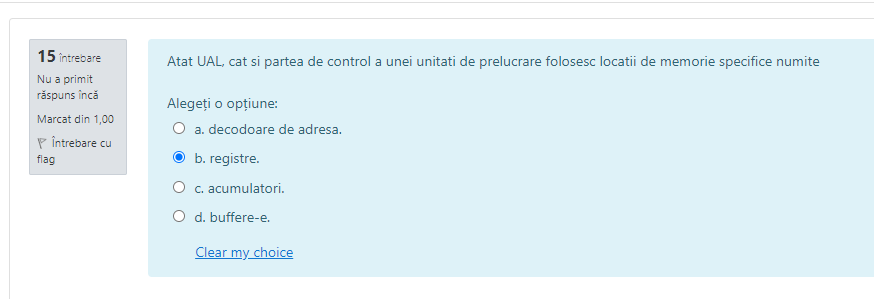 15 întrebare
Nu a primit
răspuns încă
Marcat din 1,00
Întrebare cu
flag
Atat UAL, cat si partea de control a unei unitati de prelucrare folosesc locatii de memorie specifice numite
Alegeți o opțiune:
a. decodoare de adresa.
b. registre.
c. acumulatori.
d. buffere-e.
Clear my choice